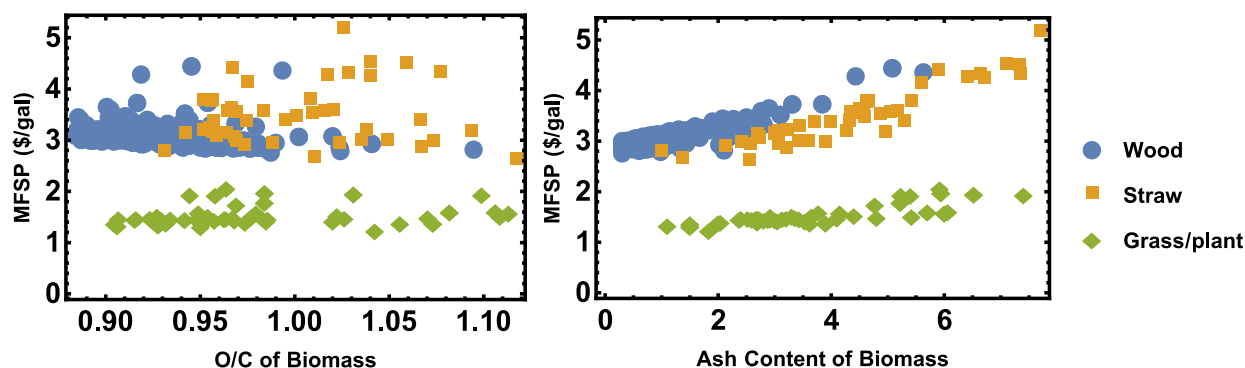 MFSP ($/gal)
5
4
3
2
1
0
0.90 0.95 1.00 1.05 1.10
O/C of Biomass
MFSP ($/gal)
5
4
3
2
1
0
0 2 4 6
Ash Content of Biomass
Wood
Straw
Grass/plant